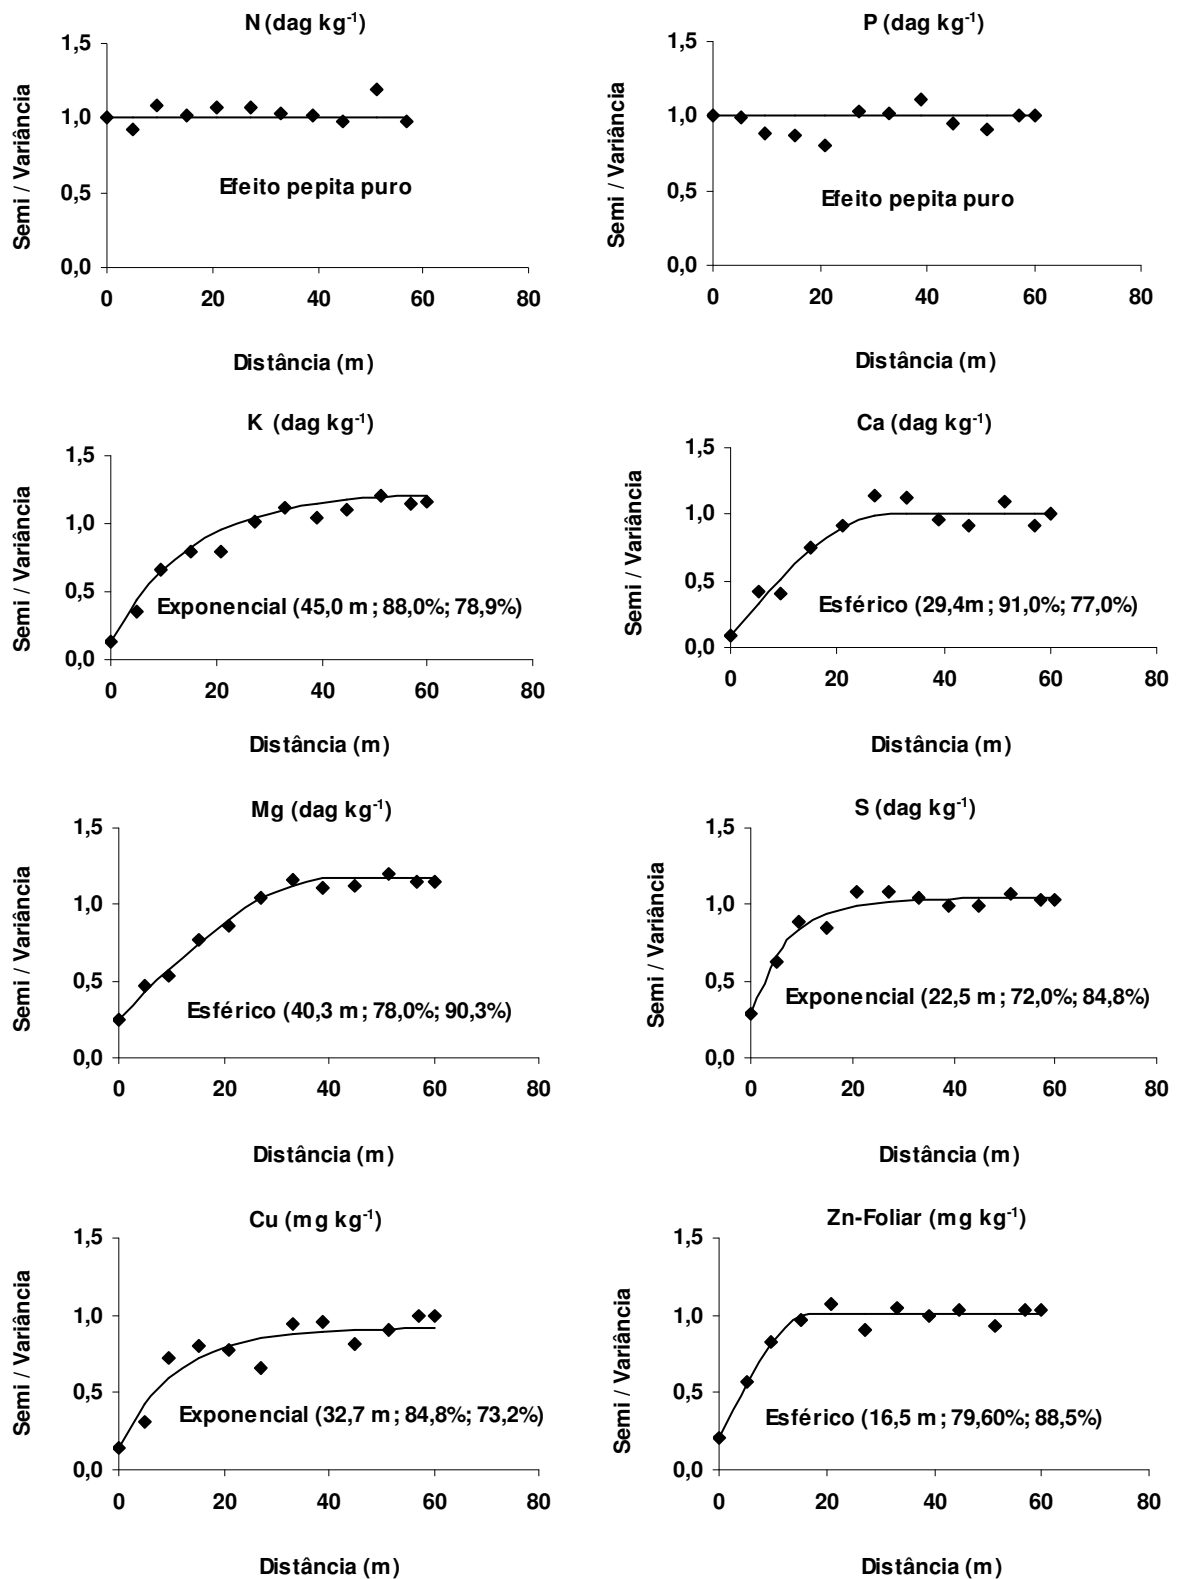 N (dag kg-1)
1,5
1,0
0,5
0,0
Semi / Variância
Efeito pepita puro
0 20 40 60 80
Distância (m)
P (dag kg-1)
1,5
1,0
0,5
0,0
Semi / Variância
Efeito pepita puro
0 20 40 60 80
Distância (m)
K (dag kg-1)
1,5
1,0
0,5
0,0
Semi / Variância
Exponencial (45,0 m; 88,0%; 78,9%)
0 20 40 60 80
Distância (m)
Ca (dag kg-1)
1,5
1,0
0,5
0,0
Semi / Variância
Esférico (29,4m; 91,0%; 77,0%)
0 20 40 60 80
Distância (m)
Mg (dag kg-1)
1,5
1,0
0,5
0,0
Semi / Variância
Esférico (40,3 m; 78,0%; 90,3%)
0 20 40 60 80
Distância (m)
S (dag kg-1)
1,5
1,0
0,5
0,0
Semi / Variância
Exponencial (22,5 m; 72,0%; 84,8%)
0 20 40 60 80
Distância (m)
Cu (mg kg-1)
1,5
1,0
0,5
0,0
Semi / Variância
Exponencial (32,7 m; 84,8%; 73,2%)
0 20 40 60 80
Distância (m)
Zn-Foliar (mg kg-1)
1,5
1,0
0,5
0,0
Semi / Variância
Esférico (16,5 m; 79,60%; 88,5%)
0 20 40 60 80
Distância (m)